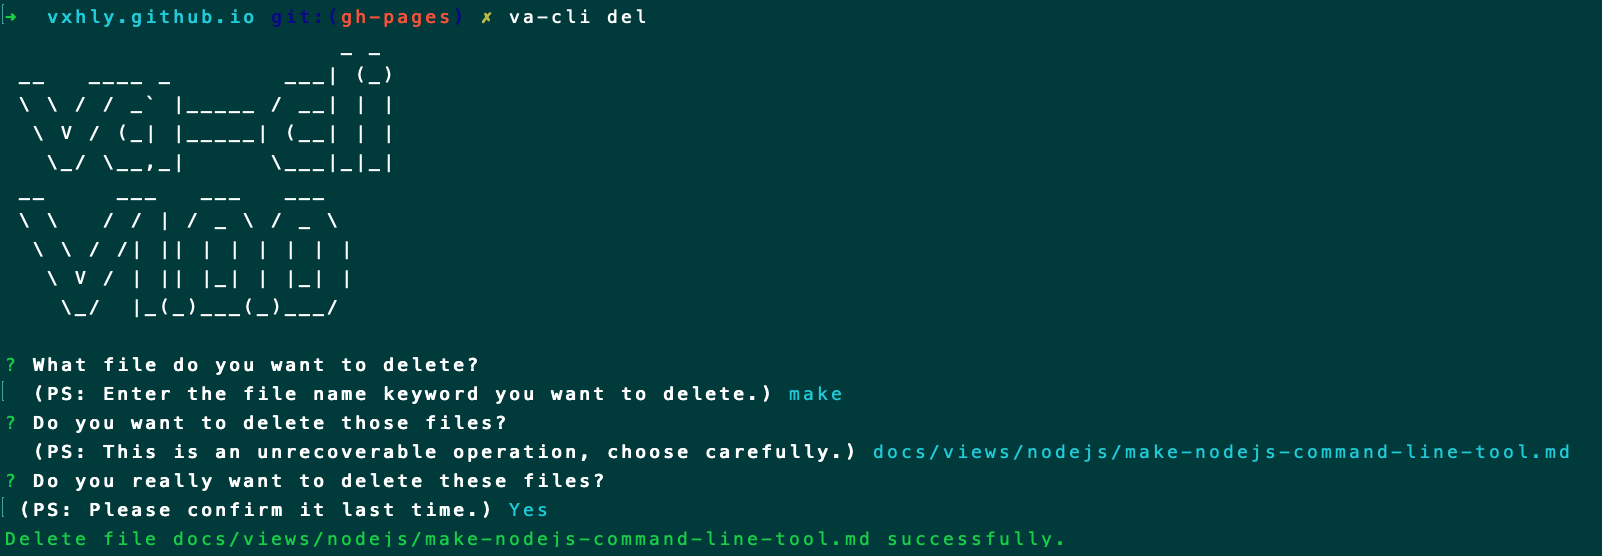 ➜  vxhly.github.io git:(gh-pages) ✗ va-cli del
                        _ _
 __   ____ _        ___| (_)
 \ \ / / _` |_____ / __| | |
  \ V / (_| |_____| (__| | |
   \_/ \__,_|      \___|_|_|
 __     ___   ___   ___
 \ \   / / | / _ \ / _ \
  \ \ / /| || | | | | | |
   \ V / | || |_| | |_| |
    \_/  |_(_)___(_)___/
? What file do you want to delete?
  (PS: Enter the file name keyword you want to delete.) make
? Do you want to delete those files?
  (PS: This is an unrecoverable operation, choose carefully.) docs/views/nodejs/make-nodejs-command-line-tool.md
? Do you really want to delete these files?
 (PS: Please confirm it last time.) Yes
Delete file docs/views/nodejs/make-nodejs-command-line-tool.md successfully.